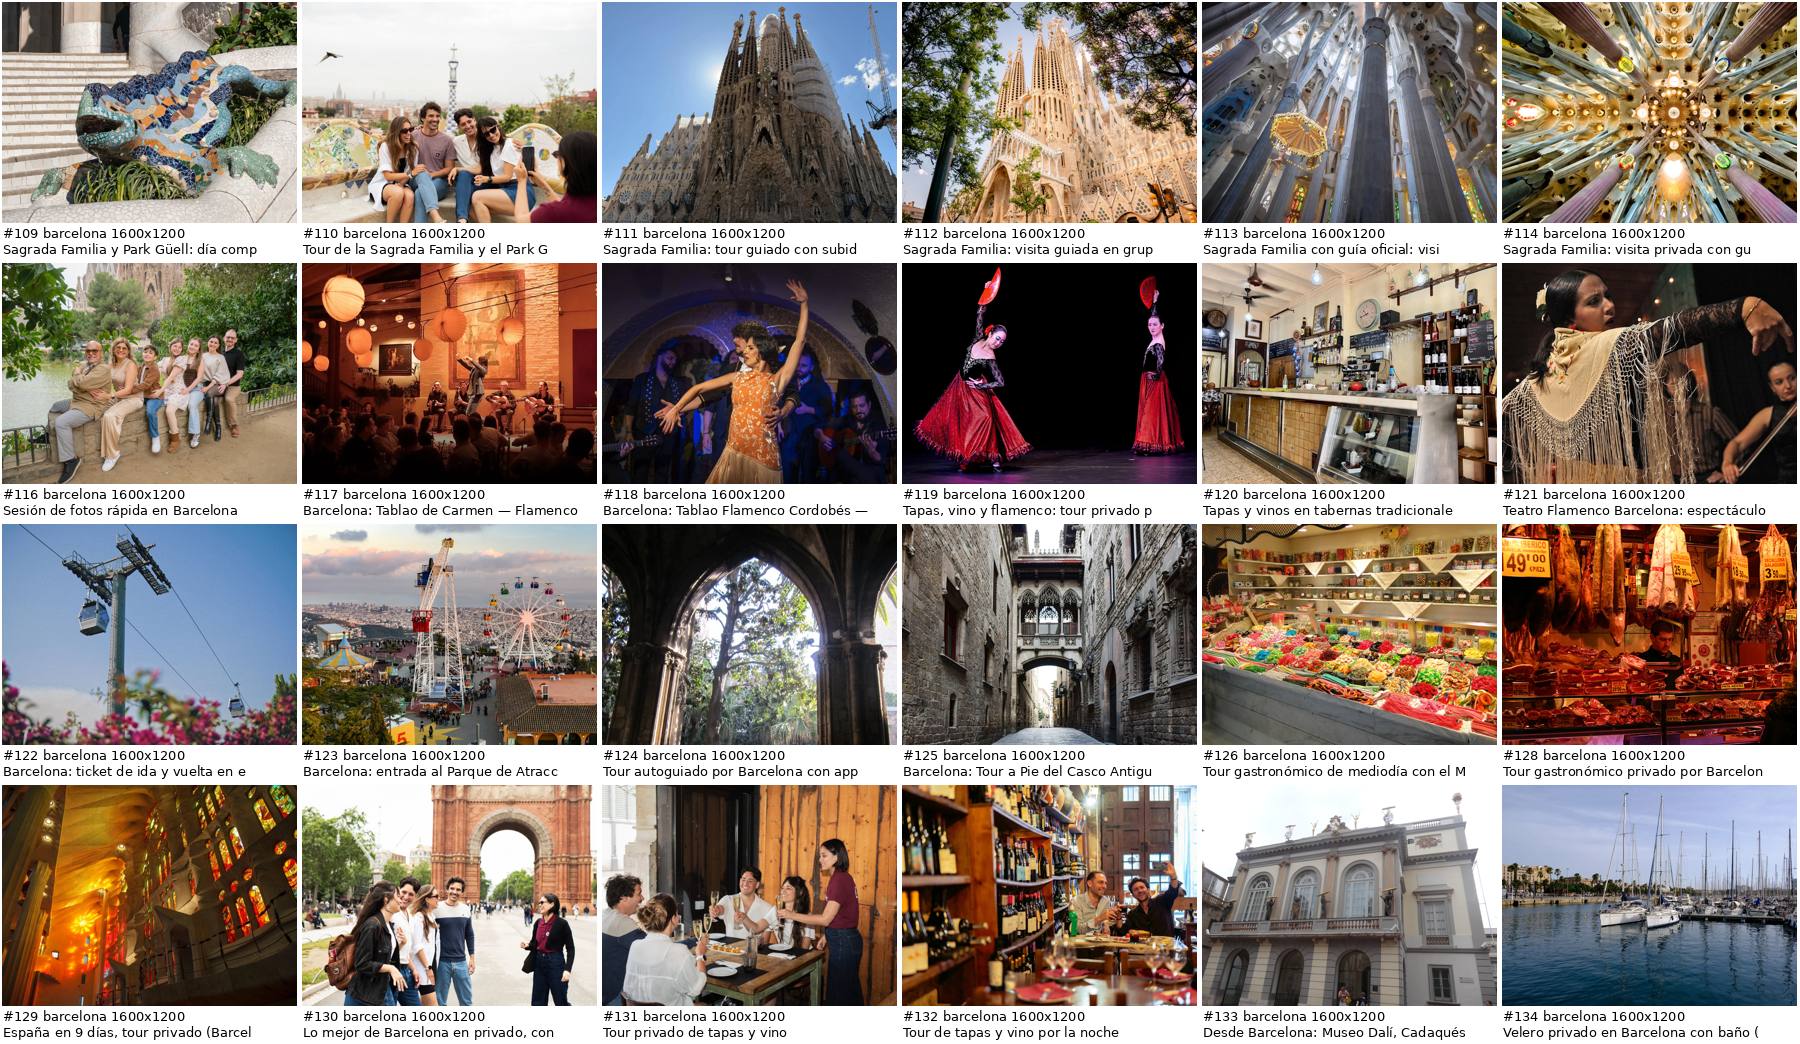 #109 barcelona 1600x1200
Sagrada Familia y Park Güell: día comp
#110 barcelona 1600x1200
Tour de la Sagrada Familia y el Park G
#111 barcelona 1600x1200
Sagrada Familia: tour guiado con subid
#112 barcelona 1600x1200
Sagrada Familia: visita guiada en grup
#113 barcelona 1600x1200
Sagrada Familia con guía oficial: visi
#114 barcelona 1600x1200
Sagrada Familia: visita privada con gu
#116 barcelona 1600x1200
Sesión de fotos rápida en Barcelona
#117 barcelona 1600x1200
Barcelona: Tablao de Carmen — Flamenco
#118 barcelona 1600x1200
Barcelona: Tablao Flamenco Cordobés —
#119 barcelona 1600x1200
Tapas, vino y flamenco: tour privado p
#120 barcelona 1600x1200
Tapas y vinos en tabernas tradicionale
#121 barcelona 1600x1200
Teatro Flamenco Barcelona: espectáculo
49'00
#122 barcelona 1600x1200
Barcelona: ticket de ida y vuelta en e
#123 barcelona 1600x1200
Barcelona: entrada al Parque de Atracc
#124 barcelona 1600x1200
Tour autoguiado por Barcelona con app
#125 barcelona 1600x1200
Barcelona: Tour a Pie del Casco Antigu
#126 barcelona 1600x1200
Tour gastronómico de mediodía con el M
#128 barcelona 1600x1200
Tour gastronómico privado por Barcelon
#129 barcelona 1600x1200
España en 9 días, tour privado (Barcel
#130 barcelona 1600x1200
Lo mejor de Barcelona en privado, con
#131 barcelona 1600x1200
Tour privado de tapas y vino
#132 barcelona 1600x1200
Tour de tapas y vino por la noche
#133 barcelona 1600x1200
Desde Barcelona: Museo Dalí, Cadaqués
#134 barcelona 1600x1200
Velero privado en Barcelona con baño (